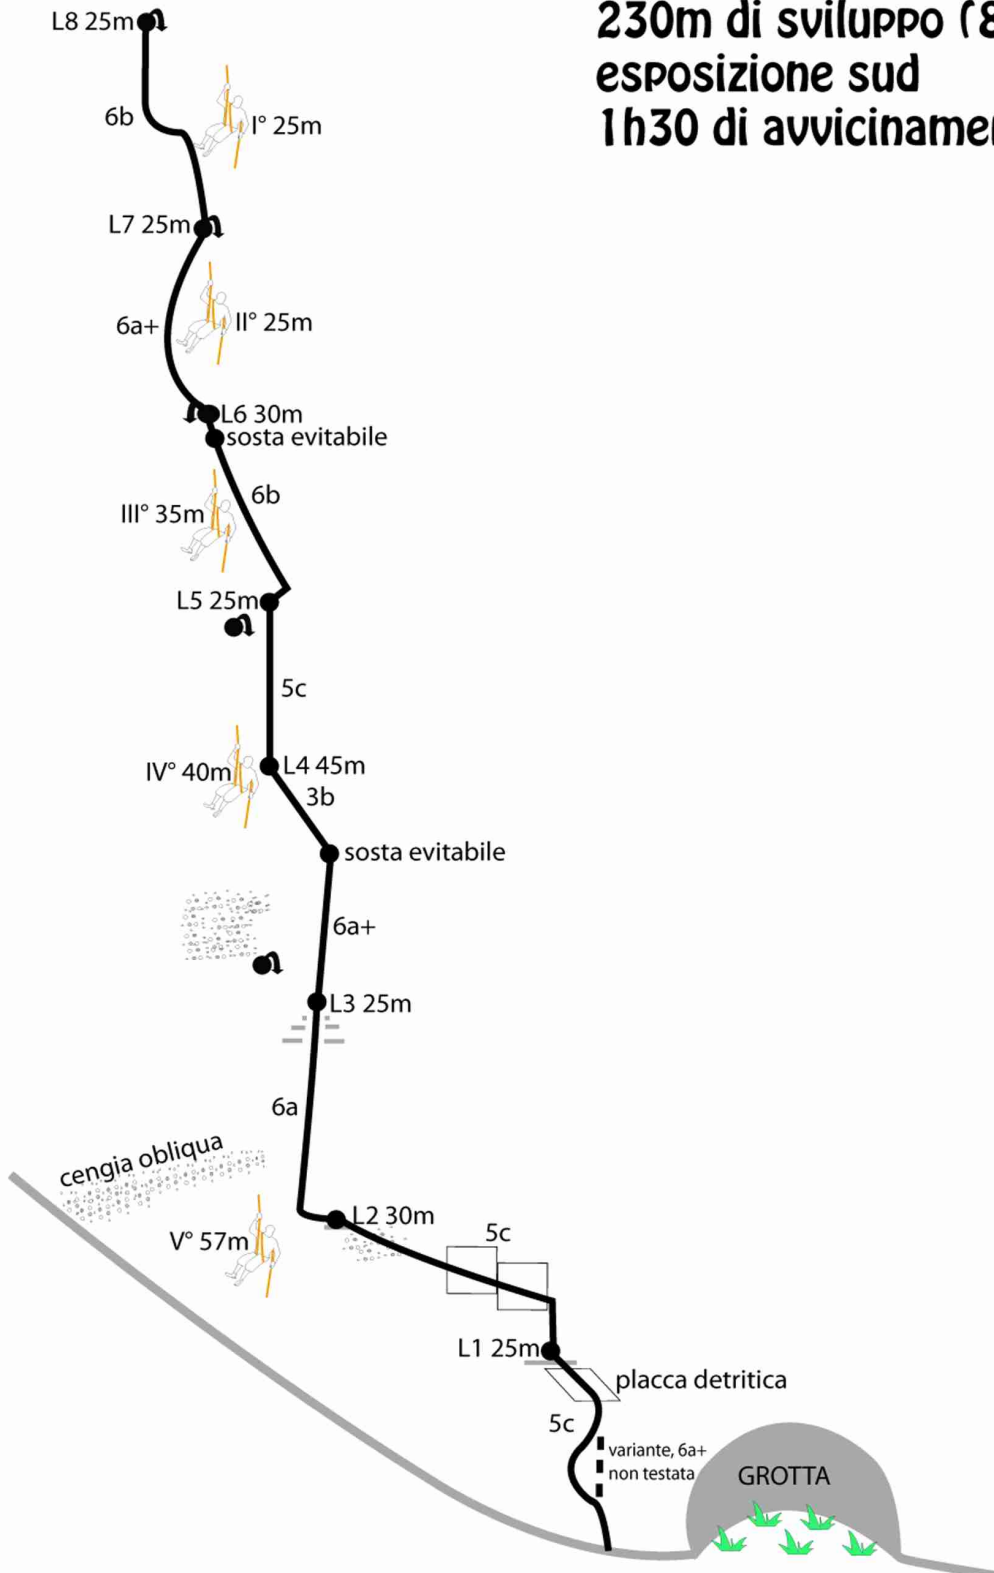 230m di sviluppo (8
esposizione sud
1h30 di avviciname
L8 25m
6b
I° 25m
L7 25m
6a+
II° 25m
L6 30m
sosta evitabile
6b
III° 35m
L5 25m
5c
IV° 40m
L4 45m
3b
sosta evitabile
6a+
L3 25m
6a
cengia obliqua
L2 30m
5c
V° 57m
L1 25m
placca detritica
5c
variante, 6a+
non testata
GROTTA